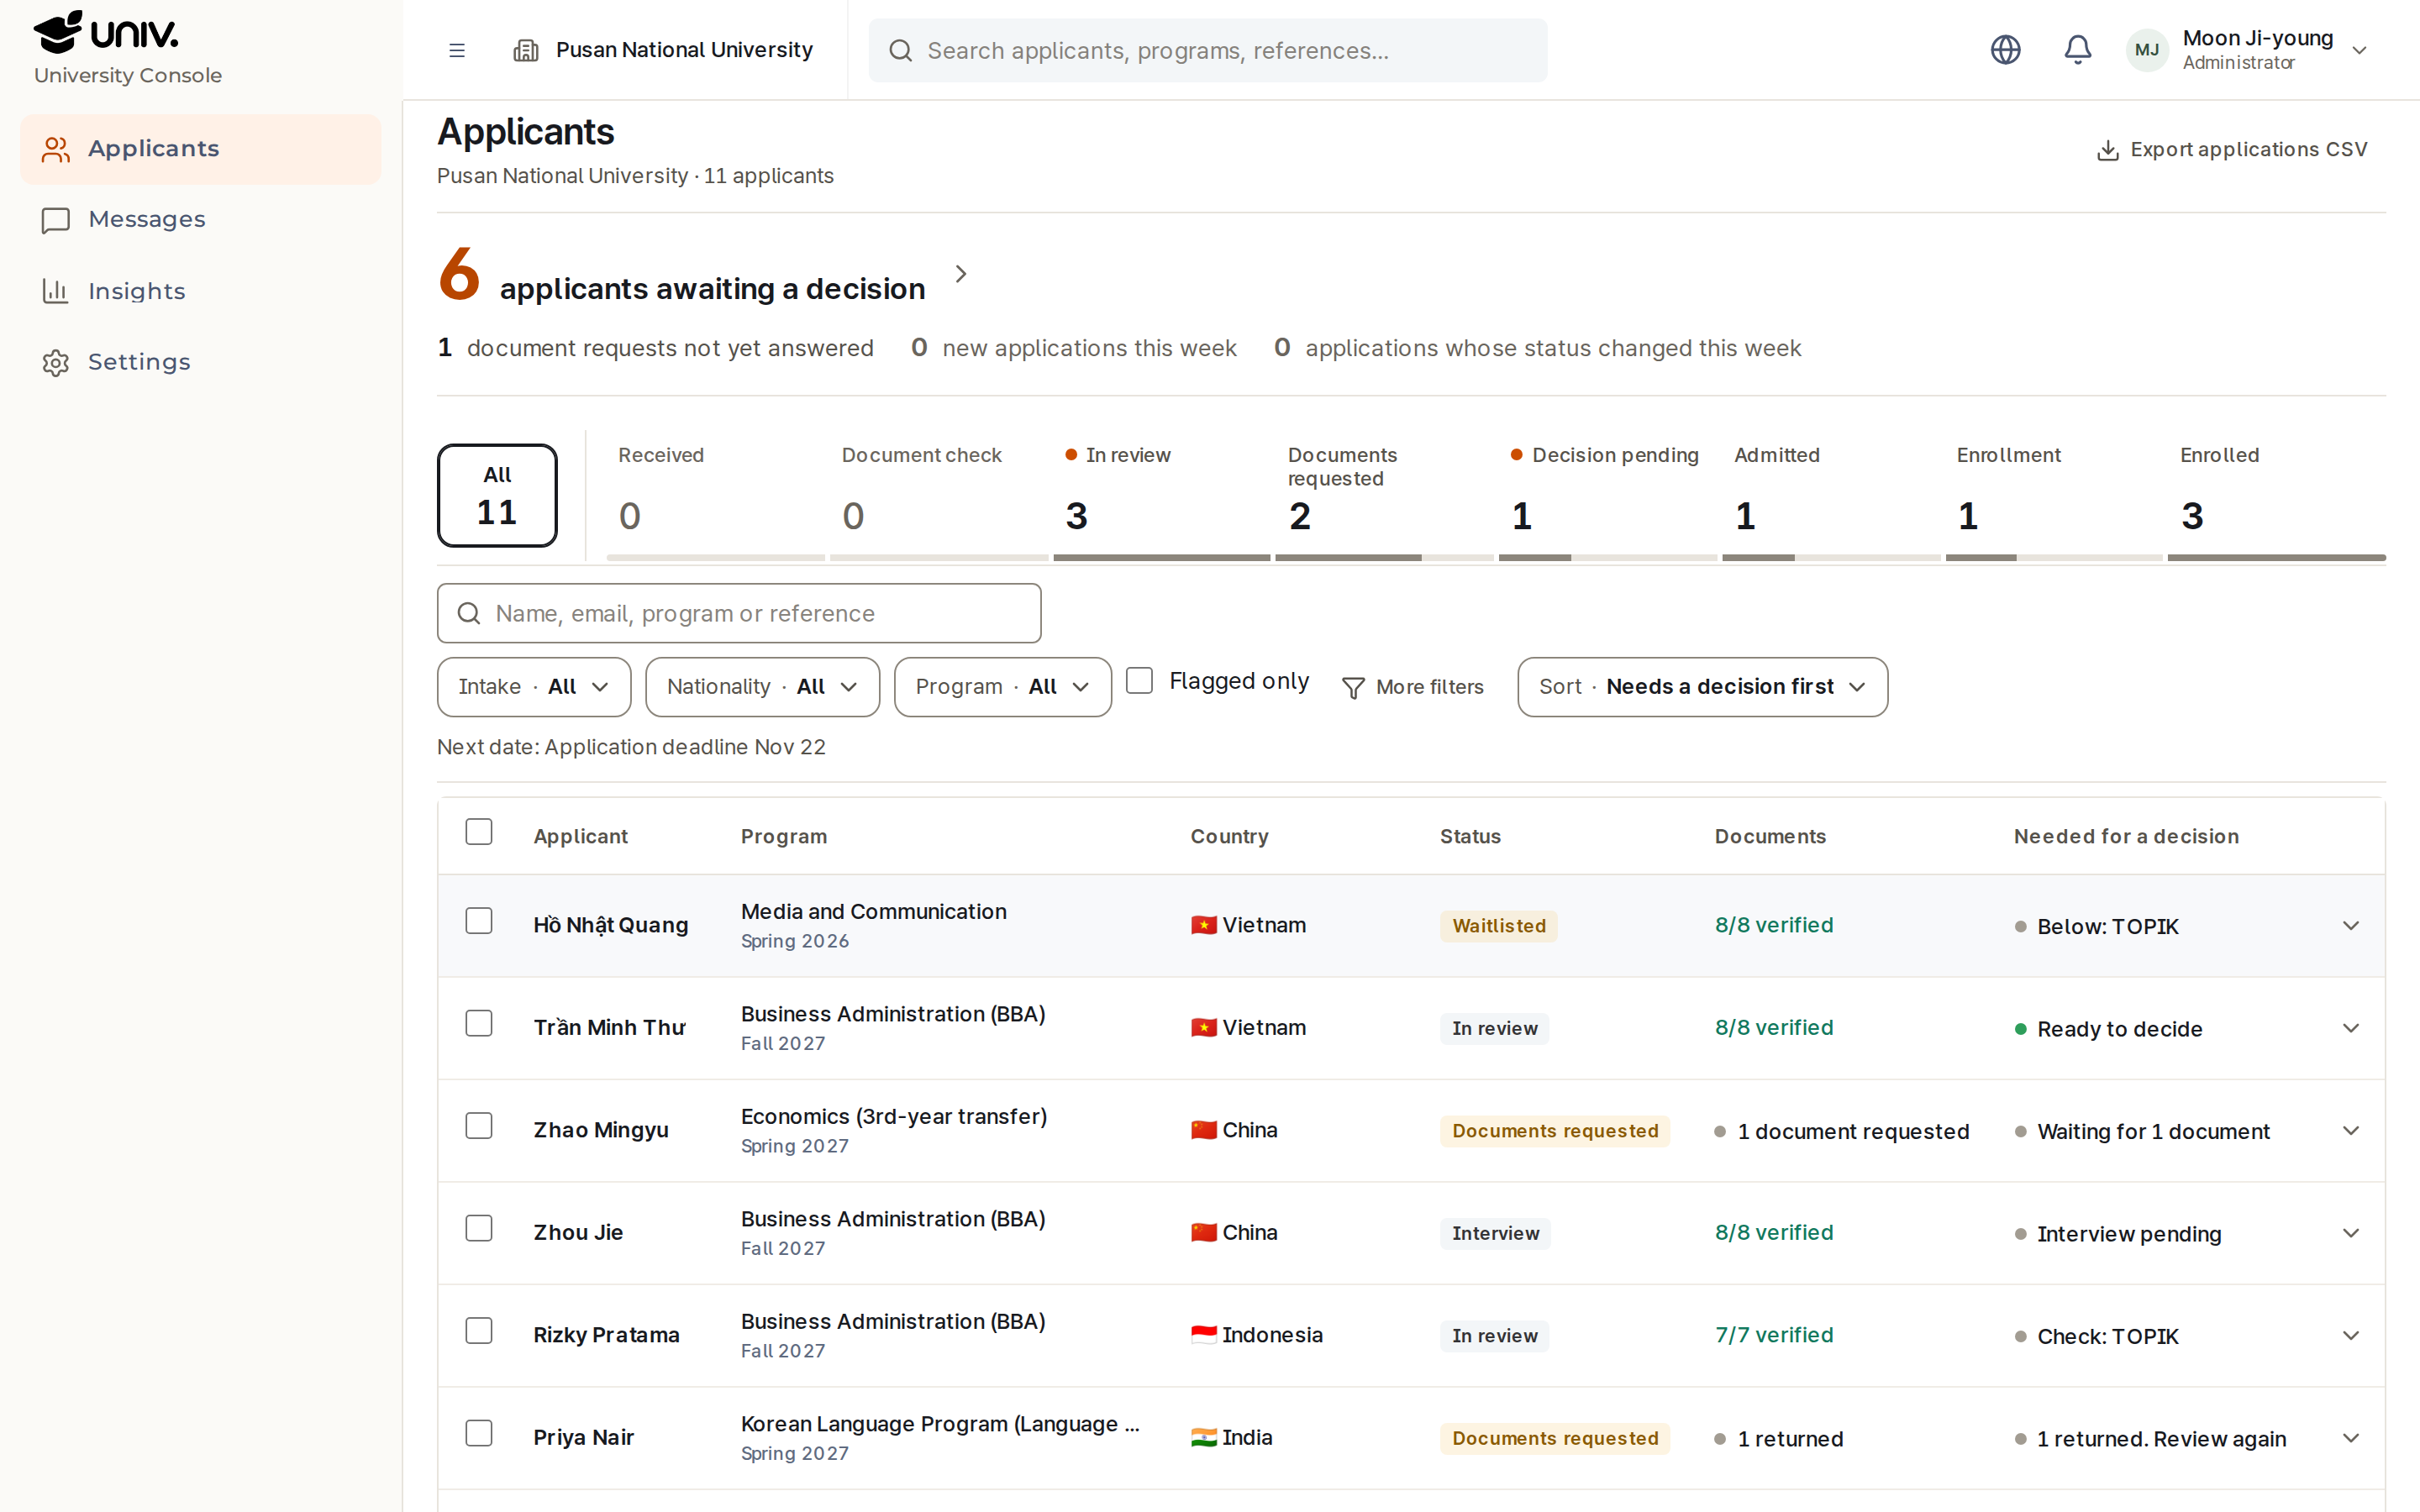 UNIV.
University Console
Applicants
Messages
Insights
Settings
Pusan National University
Search applicants, programs, references...
MJ
Moon Ji-young
Administrator
Applicants
Pusan National University · 11 applicants
Export applications CSV
6 applicants awaiting a decision
1 document requests not yet answered 0 new applications this week 0 applications whose status changed this week
All
11
Received
0
Document check
0
In review
3
Documents
requested
2
Decision pending
1
Admitted
1
Enrollment
1
Enrolled
3
Name, email, program or reference
Intake · All Nationality · All Program · All Flagged only More filters Sort · Needs a decision first
Next date: Application deadline Nov 22
Applicant Program Country Status Documents Needed for a decision
Hồ Nhật Quang Media and Communication 🇻🇳 Vietnam Waitlisted 8/8 verified Below: TOPIK
Spring 2026
Trần Minh Thư Business Administration (BBA) 🇻🇳 Vietnam In review 8/8 verified Ready to decide
Fall 2027
Zhao Mingyu Economics (3rd-year transfer) 🇨🇳 China Documents requested 1 document requested Waiting for 1 document
Spring 2027
Zhou Jie Business Administration (BBA) 🇨🇳 China Interview 8/8 verified Interview pending
Fall 2027
Rizky Pratama Business Administration (BBA) 🇮🇩 Indonesia In review 7/7 verified Check: TOPIK
Fall 2027
Priya Nair Korean Language Program (Language ... 🇮🇳 India Documents requested 1 returned 1 returned. Review again
Spring 2027